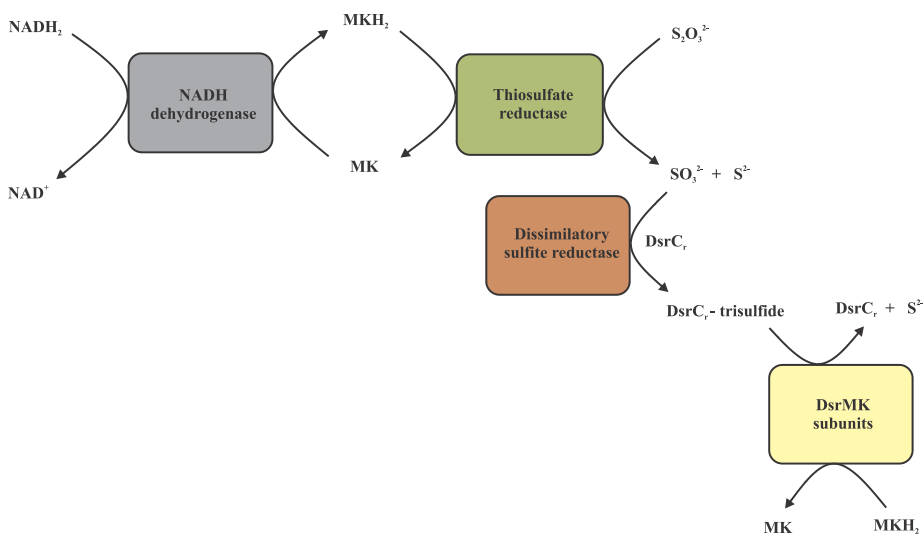 NADH₂
MKH₂
S₂O₃²⁻
NADH
dehydrogenase
Thiosulfate
reductase
NAD⁺
MK
SO₃²⁻ + S²⁻
Dissimilatory
sulfite reductase
DsrCᵣ
DsrCᵣ- trisulfide
DsrCᵣ + S²⁻
DsrMK
subunits
MK
MKH₂